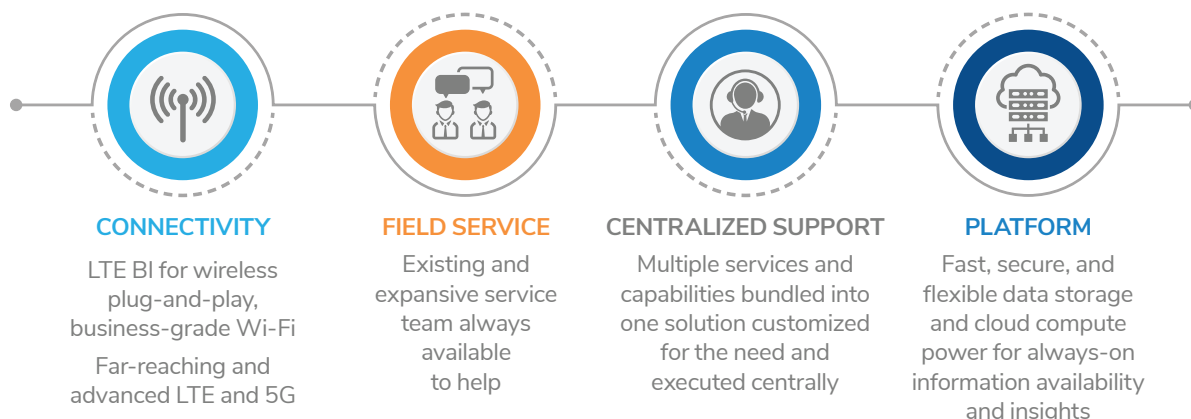 CONNECTIVITY
LTE BI for wireless
plug-and-play,
business-grade Wi-Fi
Far-reaching and
advanced LTE and 5G
FIELD SERVICE
Existing and
expansive service
team always
available
to help
CENTRALIZED SUPPORT
Multiple services and
capabilities bundled into
one solution customized
for the need and
executed centrally
PLATFORM
Fast, secure, and
flexible data storage
and cloud compute
power for always-on
information availability
and insights